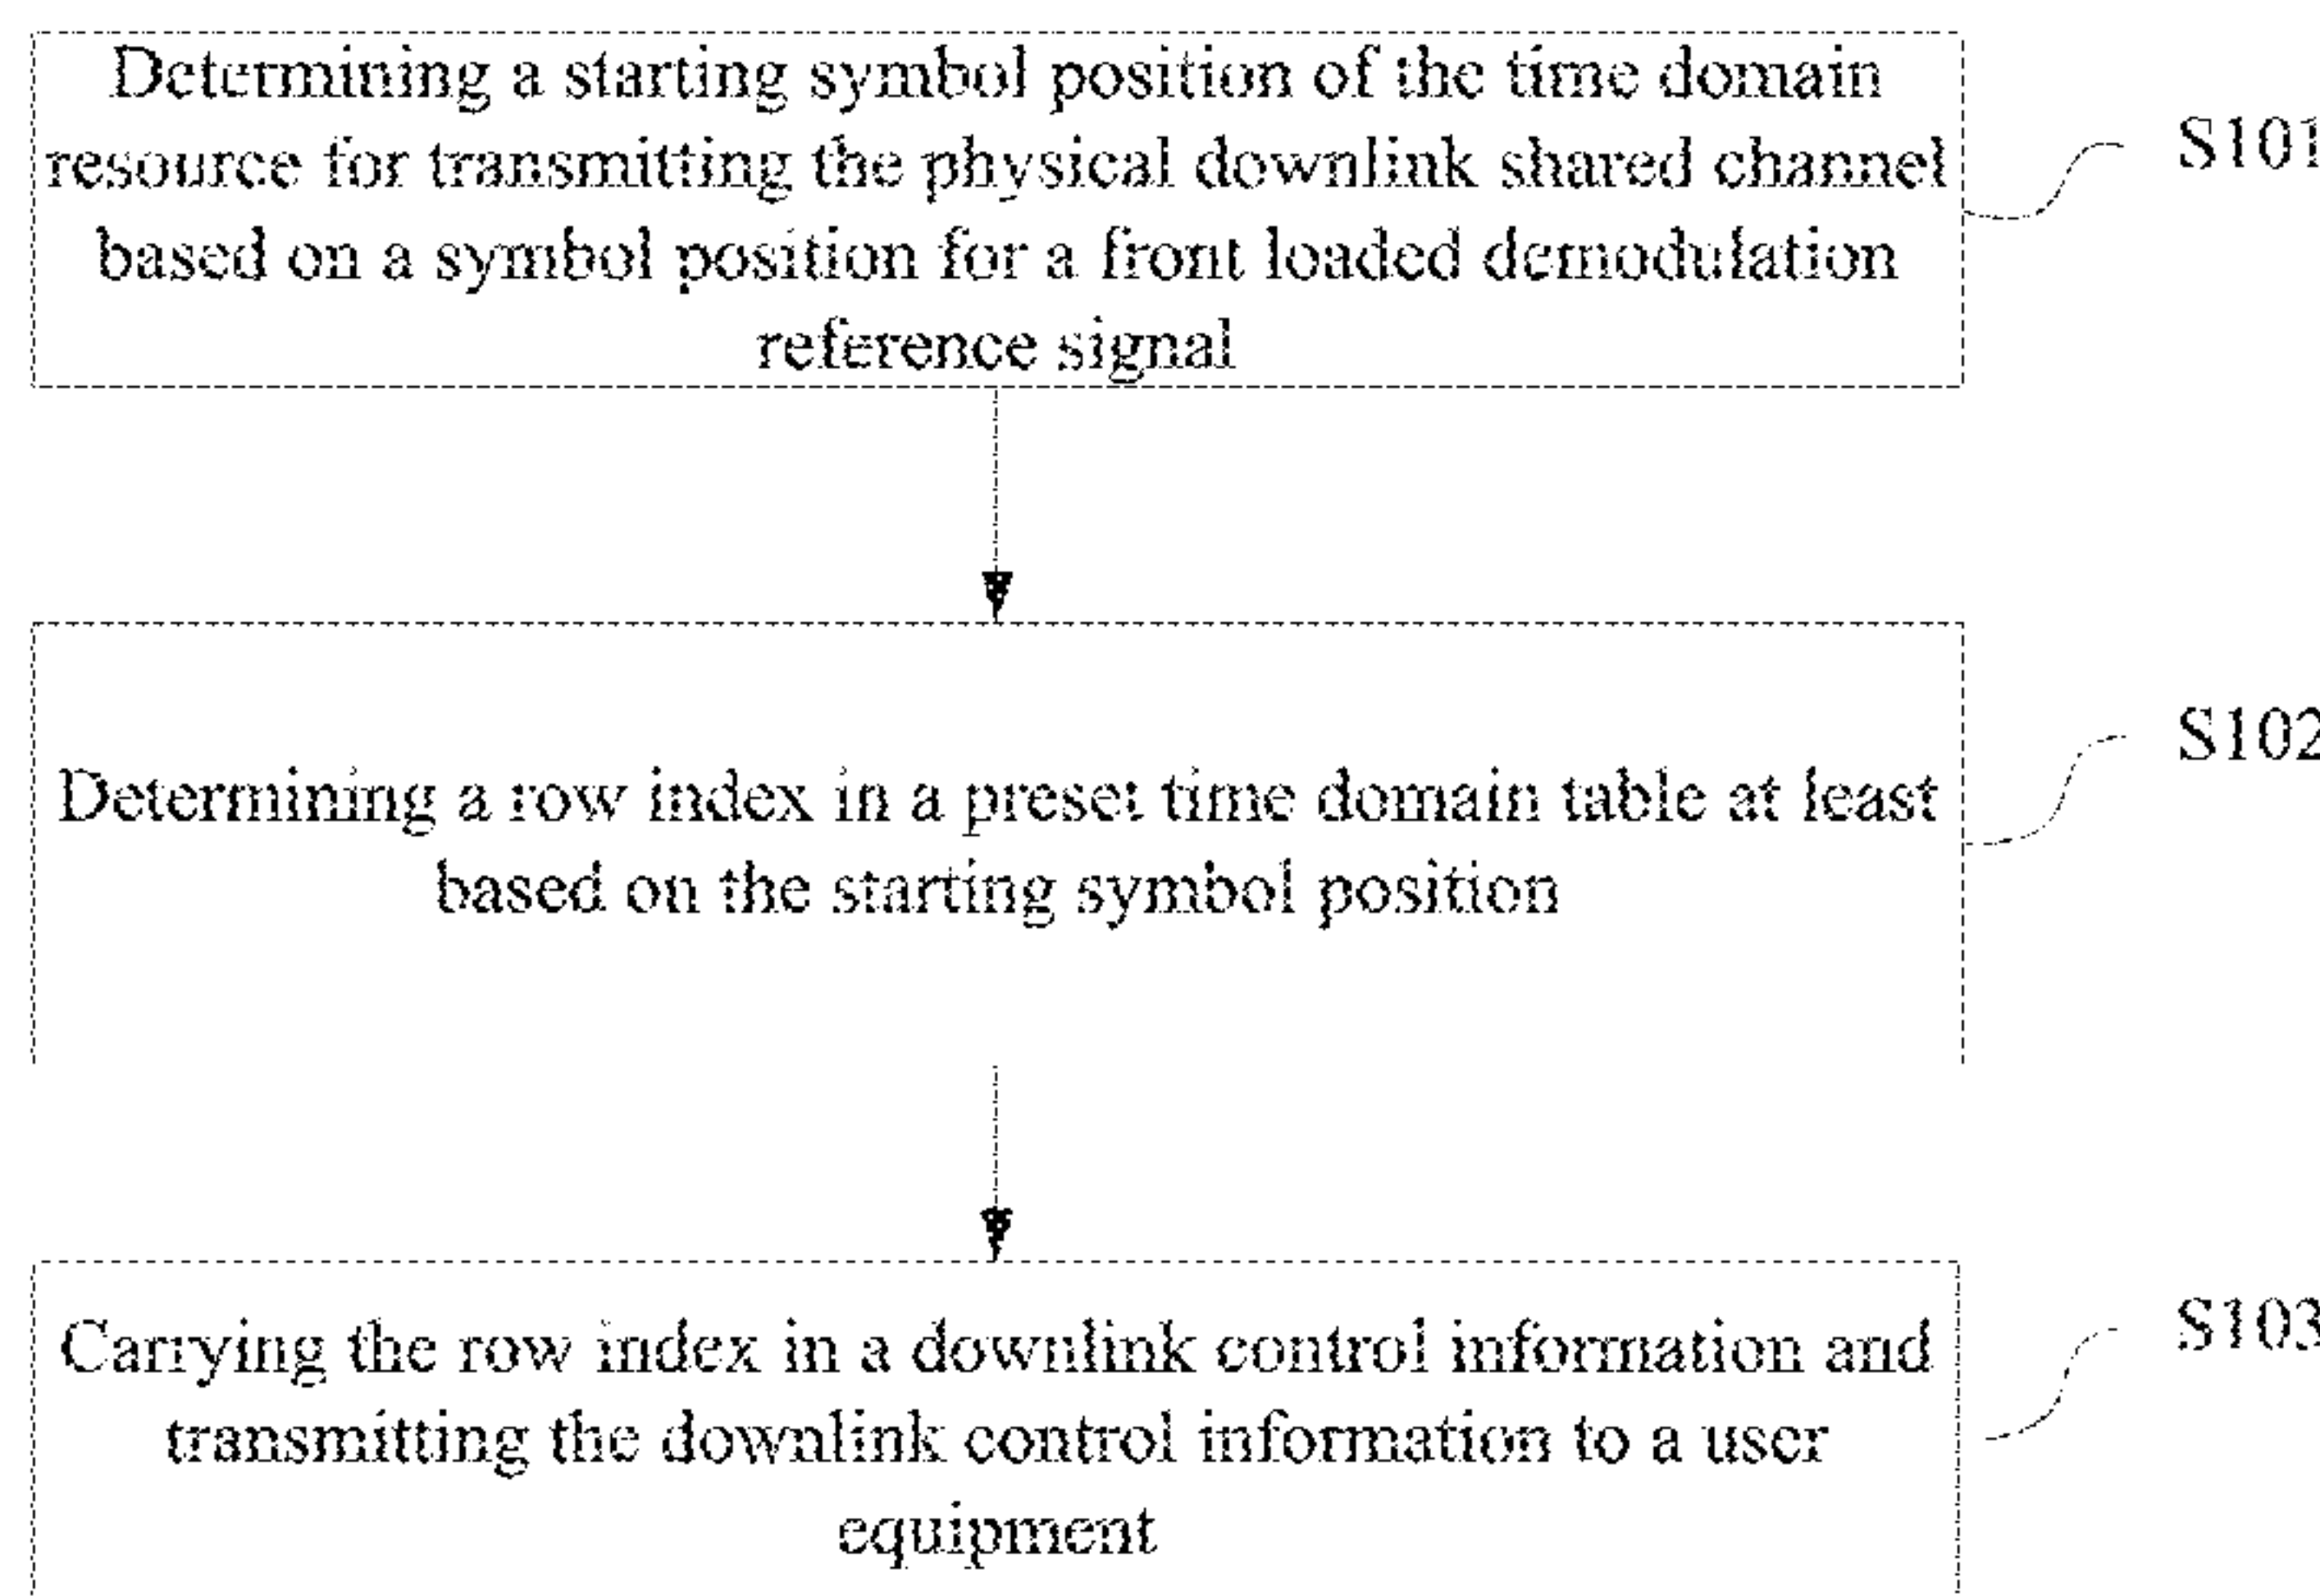 Determining a starting symbol position of the time domain
resource for transmitting the physical downlink shared channel
based on a symbol position for a front loaded demodulation
reference signal
S101
Determining a row index in a preset time domain table at least
based on the starting symbol position
S102
Carrying the row index in a downlink control information and
transmitting the downlink control information to a user
equipment
S103